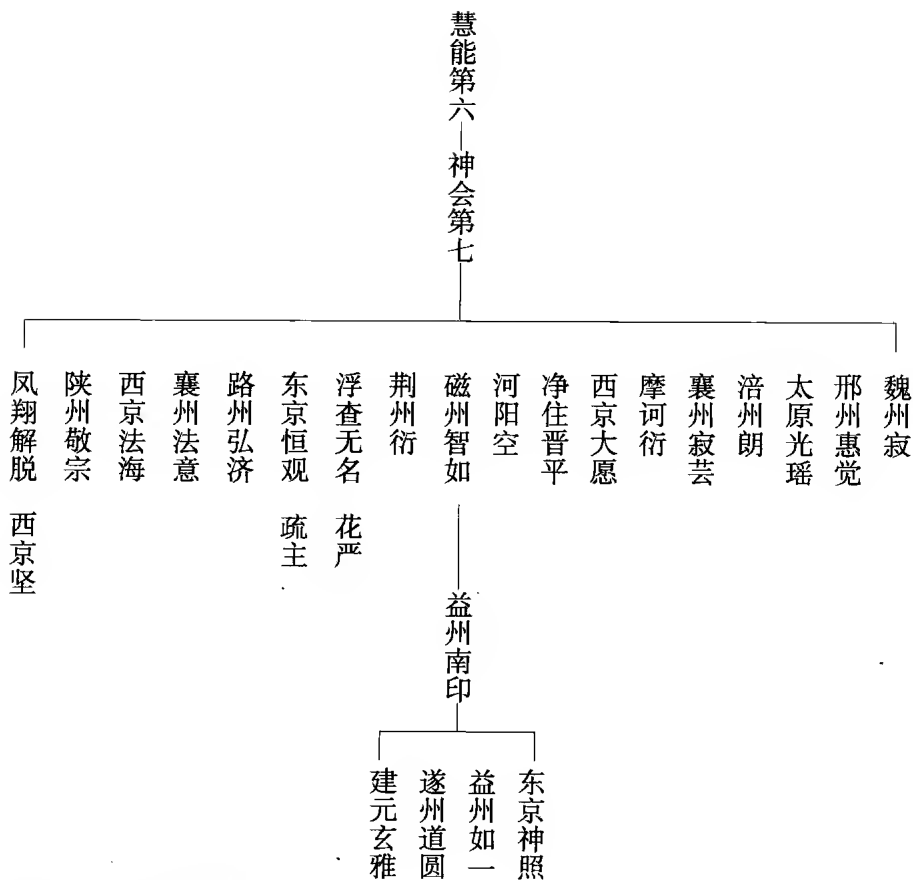 慧能第六
神会第七
魏州寂
邢州惠觉
太原光瑶
涪州朗
襄州寂芸
摩诃衍
西京大愿
净住晋平
河阳空
磁州智如
荆州衍
浮查无名 花严
东京恒观 疏主
路州弘济
襄州法意
西京法海
陕州敬宗
凤翔解脱 西京坚
益州南印
东京神照
益州如一
遂州道圆
建元玄雅